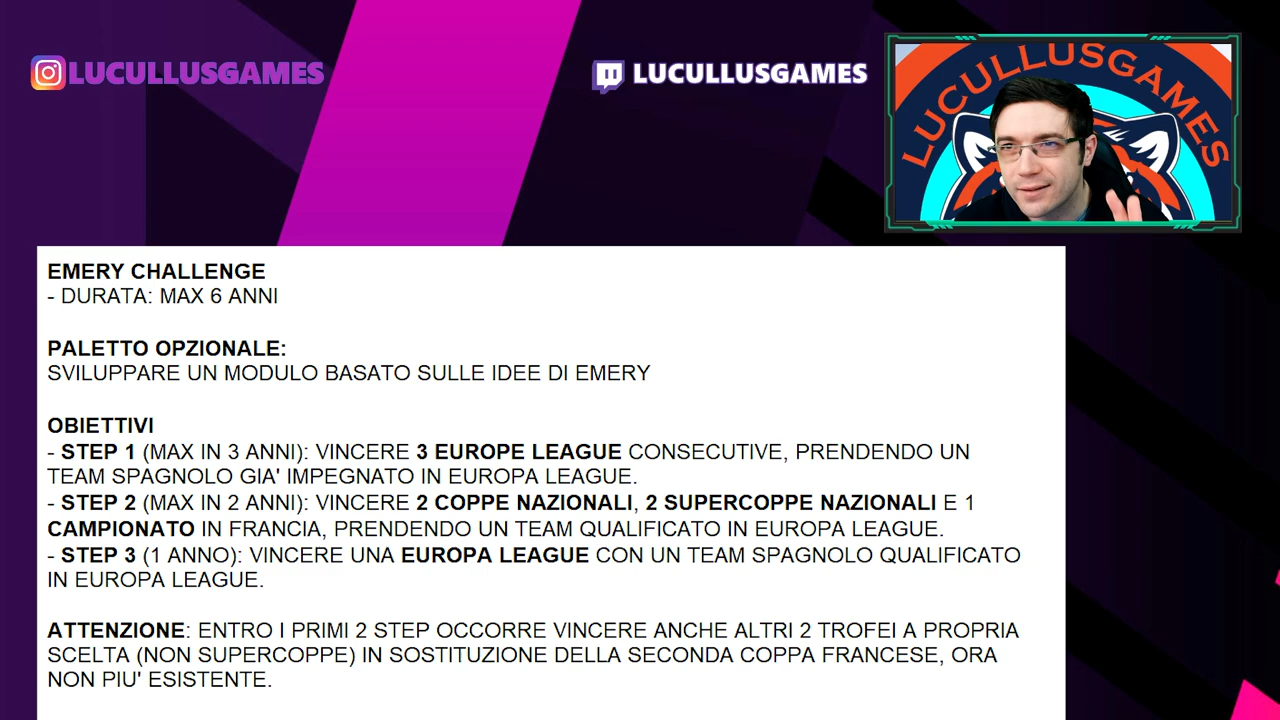 LUCULLUSGAMES
LUCULLUSGAMES
LUCULLUSGAMES
EMERY CHALLENGE
- DURATA: MAX 6 ANNI
PALETTO OPZIONALE:
SVILUPPARE UN MODULO BASATO SULLE IDEE DI EMERY
OBIETTIVI
- STEP 1 (MAX IN 3 ANNI): VINCERE 3 EUROPE LEAGUE CONSECUTIVE, PRENDENDO UN
TEAM SPAGNOLO GIA' IMPEGNATO IN EUROPA LEAGUE.
- STEP 2 (MAX IN 2 ANNI): VINCERE 2 COPPE NAZIONALI, 2 SUPERCOPPE NAZIONALI E 1
CAMPIONATO IN FRANCIA, PRENDENDO UN TEAM QUALIFICATO IN EUROPA LEAGUE.
- STEP 3 (1 ANNO): VINCERE UNA EUROPA LEAGUE CON UN TEAM SPAGNOLO QUALIFICATO
IN EUROPA LEAGUE.
ATTENZIONE: ENTRO I PRIMI 2 STEP OCCORRE VINCERE ANCHE ALTRI 2 TROFEI A PROPRIA
SCELTA (NON SUPERCOPPE) IN SOSTITUZIONE DELLA SECONDA COPPA FRANCESE, ORA
NON PIU' ESISTENTE.